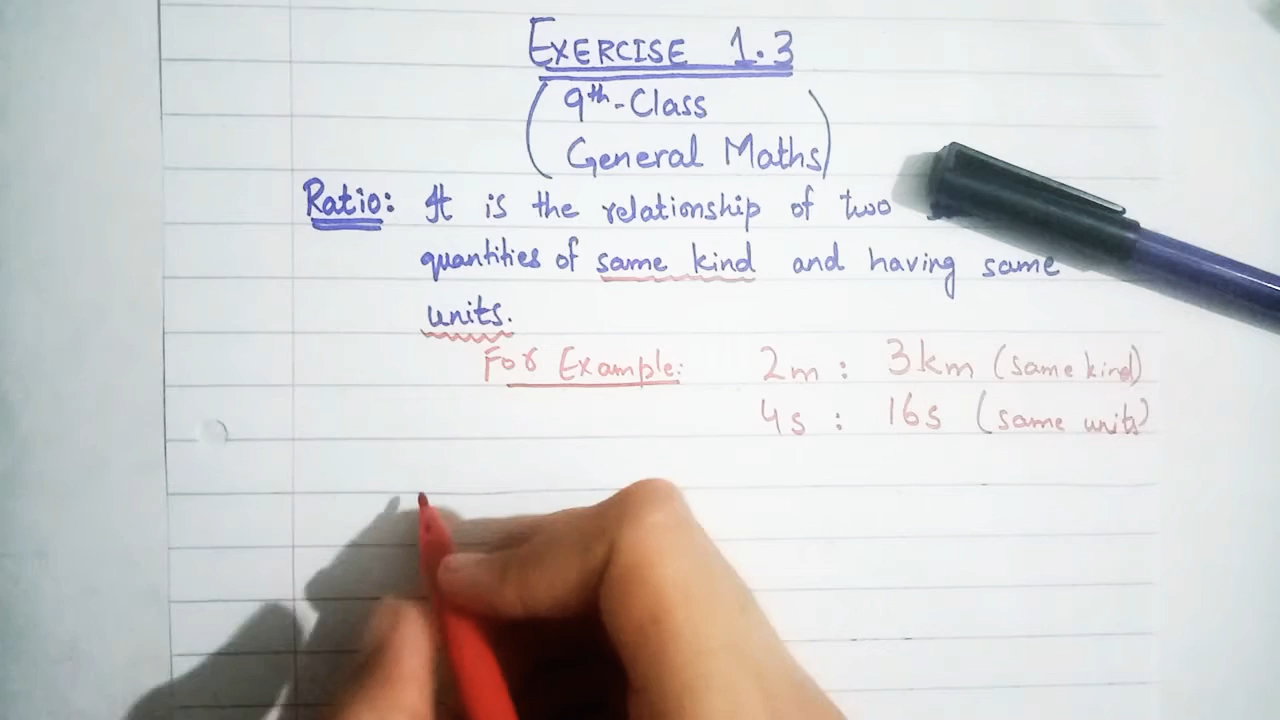 EXERCISE 1.3
(9th-Class
General Maths)
Ratio: It is the relationship of two
quantities of same kind and having same
units.
For Example: 2m : 3km (same kind)
4s : 16s (same units)